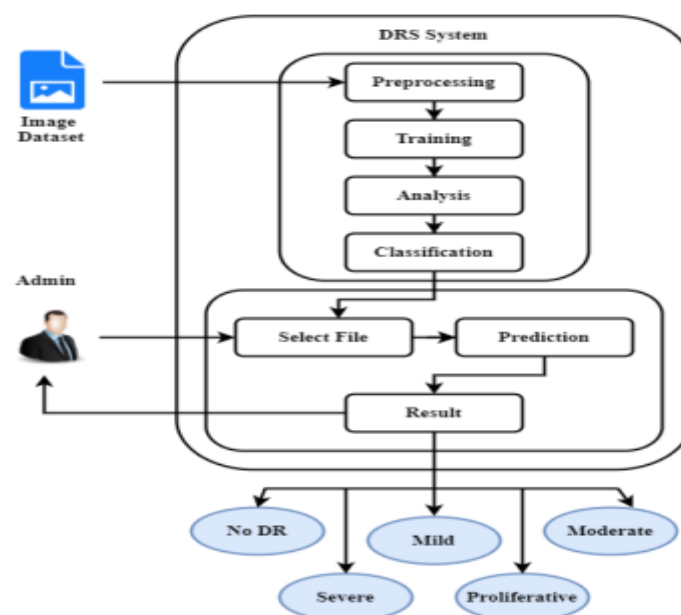 DRS System
Preprocessing
Image
Dataset
Training
Analysis
Classification
Admin
Select File
Prediction
Result
No DR
Mild
Moderate
Severe
Proliferative